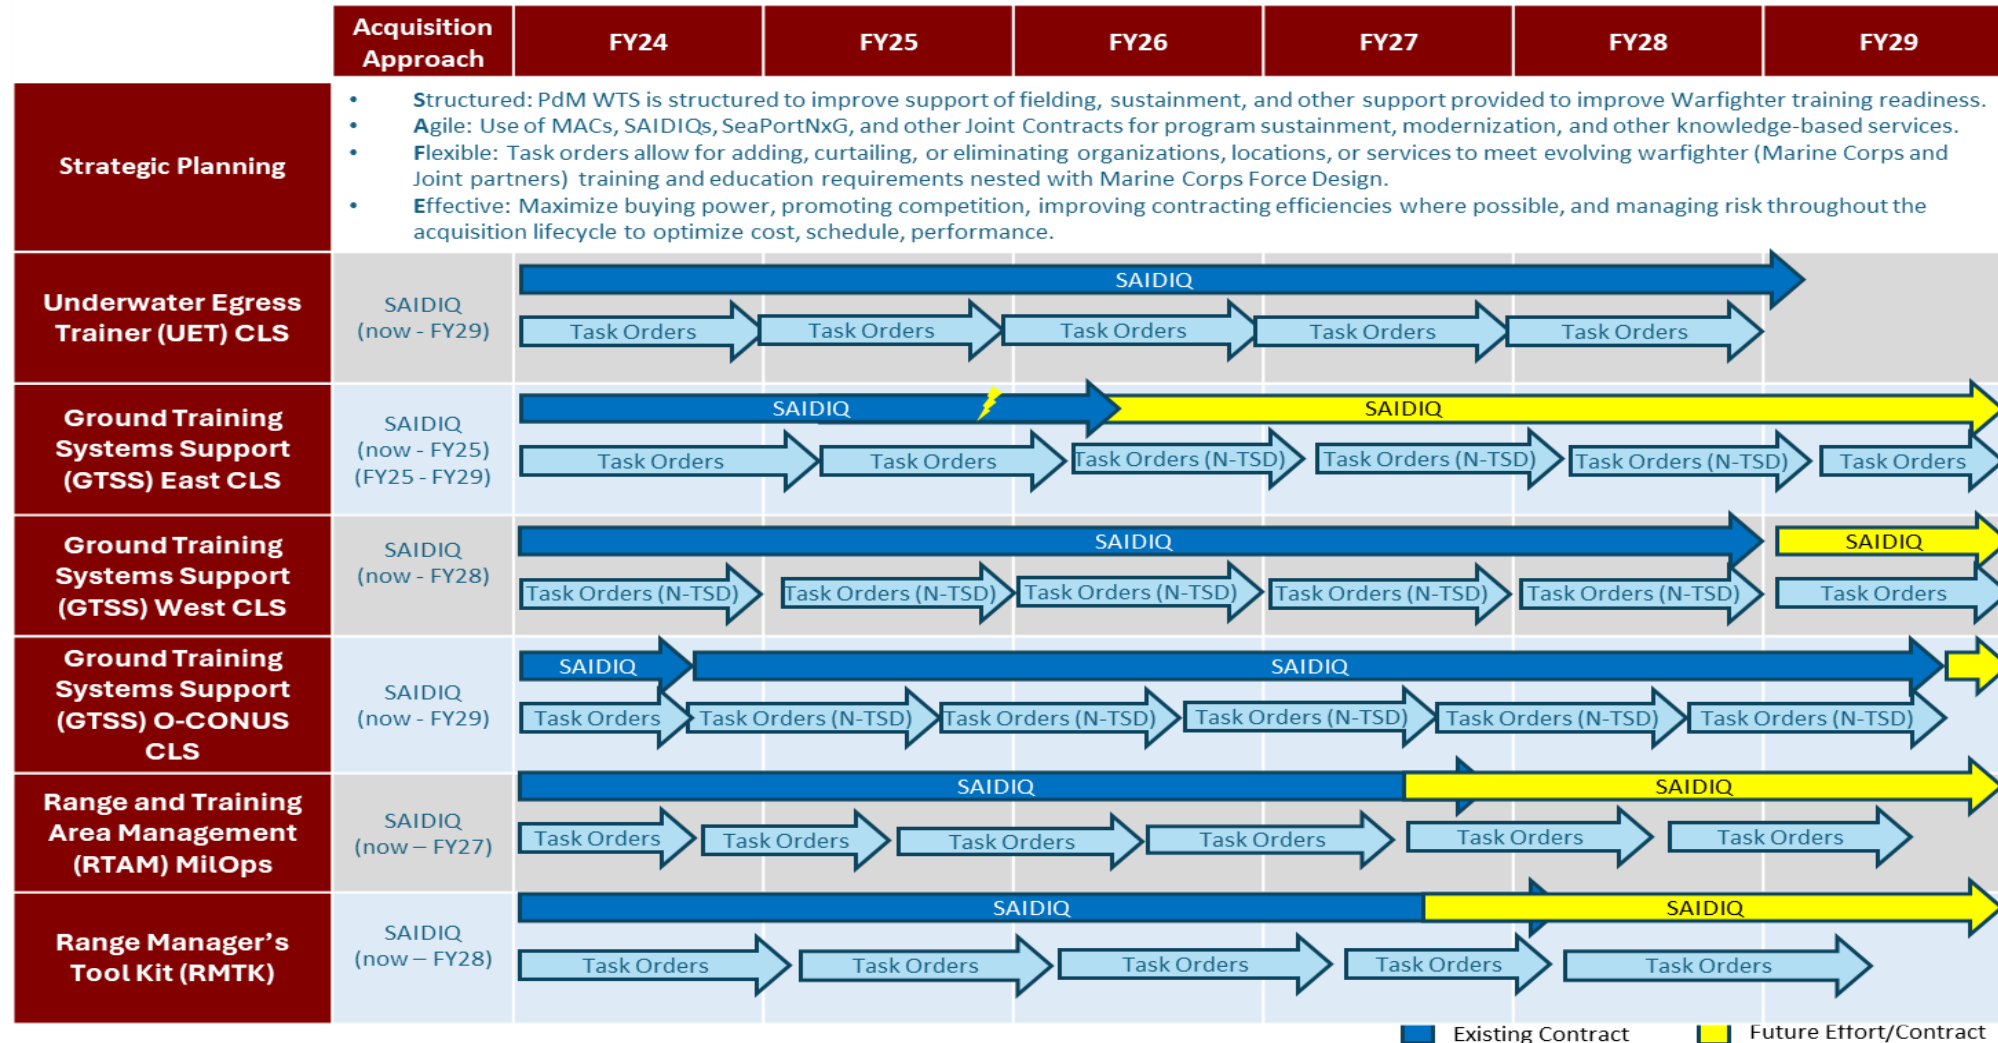 Acquisition
Approach
FY24
FY25
FY26
FY27
FY28
FY29
Strategic Planning
• Structured: PdM WTS is structured to improve support of fielding, sustainment, and other support provided to improve Warfighter training readiness.
• Agile: Use of MACs, SAIDIQs, SeaPortNxG, and other Joint Contracts for program sustainment, modernization, and other knowledge-based services.
• Flexible: Task orders allow for adding, curtailing, or eliminating organizations, locations, or services to meet evolving warfighter (Marine Corps and
Joint partners) training and education requirements nested with Marine Corps Force Design.
• Effective: Maximize buying power, promoting competition, improving contracting efficiencies where possible, and managing risk throughout the
acquisition lifecycle to optimize cost, schedule, performance.
Underwater Egress
Trainer (UET) CLS
SAIDIQ
(now - FY29)
SAIDIQ
Task Orders
Task Orders
Task Orders
Task Orders
Task Orders
Ground Training
Systems Support
(GTSS) East CLS
SAIDIQ
(now - FY25)
(FY25 - FY29)
SAIDIQ
SAIDIQ
Task Orders
Task Orders
Task Orders (N-TSD)
Task Orders (N-TSD)
Task Orders (N-TSD)
Task Orders
Ground Training
Systems Support
(GTSS) West CLS
SAIDIQ
(now - FY28)
SAIDIQ
SAIDIQ
Task Orders (N-TSD)
Task Orders (N-TSD)
Task Orders (N-TSD)
Task Orders (N-TSD)
Task Orders (N-TSD)
Task Orders
Ground Training
Systems Support
(GTSS) O-CONUS
CLS
SAIDIQ
(now - FY29)
SAIDIQ
SAIDIQ
Task Orders
Task Orders (N-TSD)
Task Orders (N-TSD)
Task Orders (N-TSD)
Task Orders (N-TSD)
Task Orders (N-TSD)
Range and Training
Area Management
(RTAM) MilOps
SAIDIQ
(now – FY27)
SAIDIQ
SAIDIQ
Task Orders
Task Orders
Task Orders
Task Orders
Task Orders
Task Orders
Range Manager’s
Tool Kit (RMTK)
SAIDIQ
(now – FY28)
SAIDIQ
SAIDIQ
Task Orders
Task Orders
Task Orders
Task Orders
Task Orders
Existing Contract
Future Effort/Contract